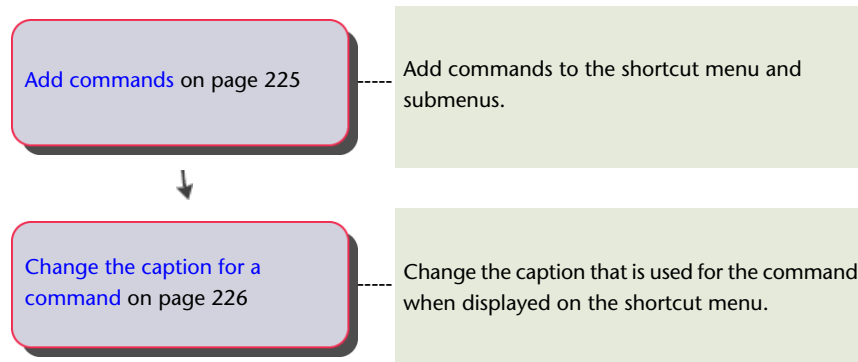 Add commands on page 225
Add commands to the shortcut menu and
submenus.
Change the caption for a
command on page 226
Change the caption that is used for the command
when displayed on the shortcut menu.